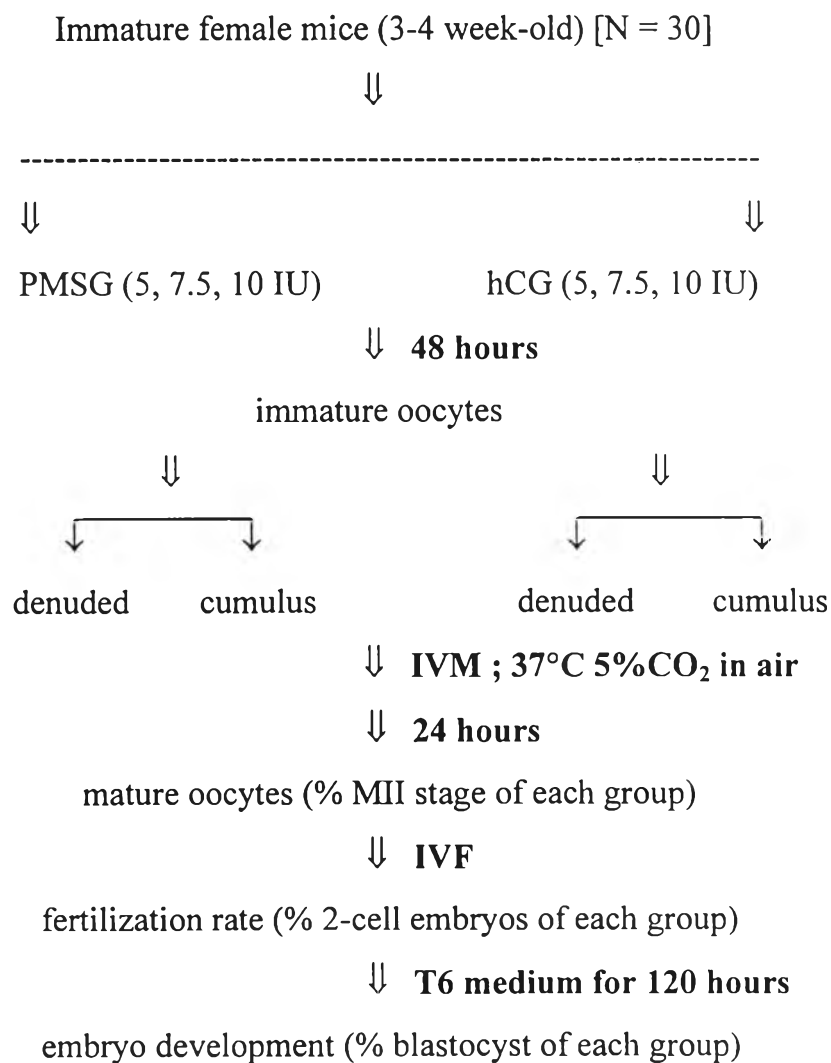 Immature female mice (3-4 week-old) [N = 30]
⇓
--------------------------------------------------------------
⇓ ⇓
PMSG (5, 7.5, 10 IU) hCG (5, 7.5, 10 IU)
⇓ 48 hours
immature oocytes
⇓ ⇓
denuded cumulus denuded cumulus
⇓ IVM ; 37°C 5%CO₂ in air
⇓ 24 hours
mature oocytes (% MII stage of each group)
⇓ IVF
fertilization rate (% 2-cell embryos of each group)
⇓ T6 medium for 120 hours
embryo development (% blastocyst of each group)